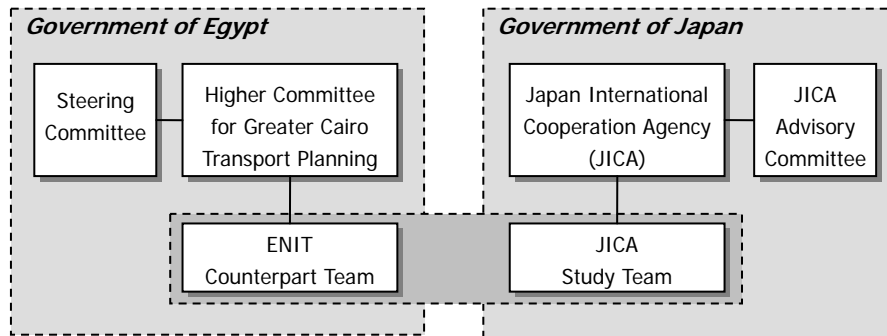 Government of Egypt
Steering
Committee
Higher Committee
for Greater Cairo
Transport Planning
ENIT
Counterpart Team
Government of Japan
Japan International
Cooperation Agency
(JICA)
JICA
Advisory
Committee
JICA
Study Team